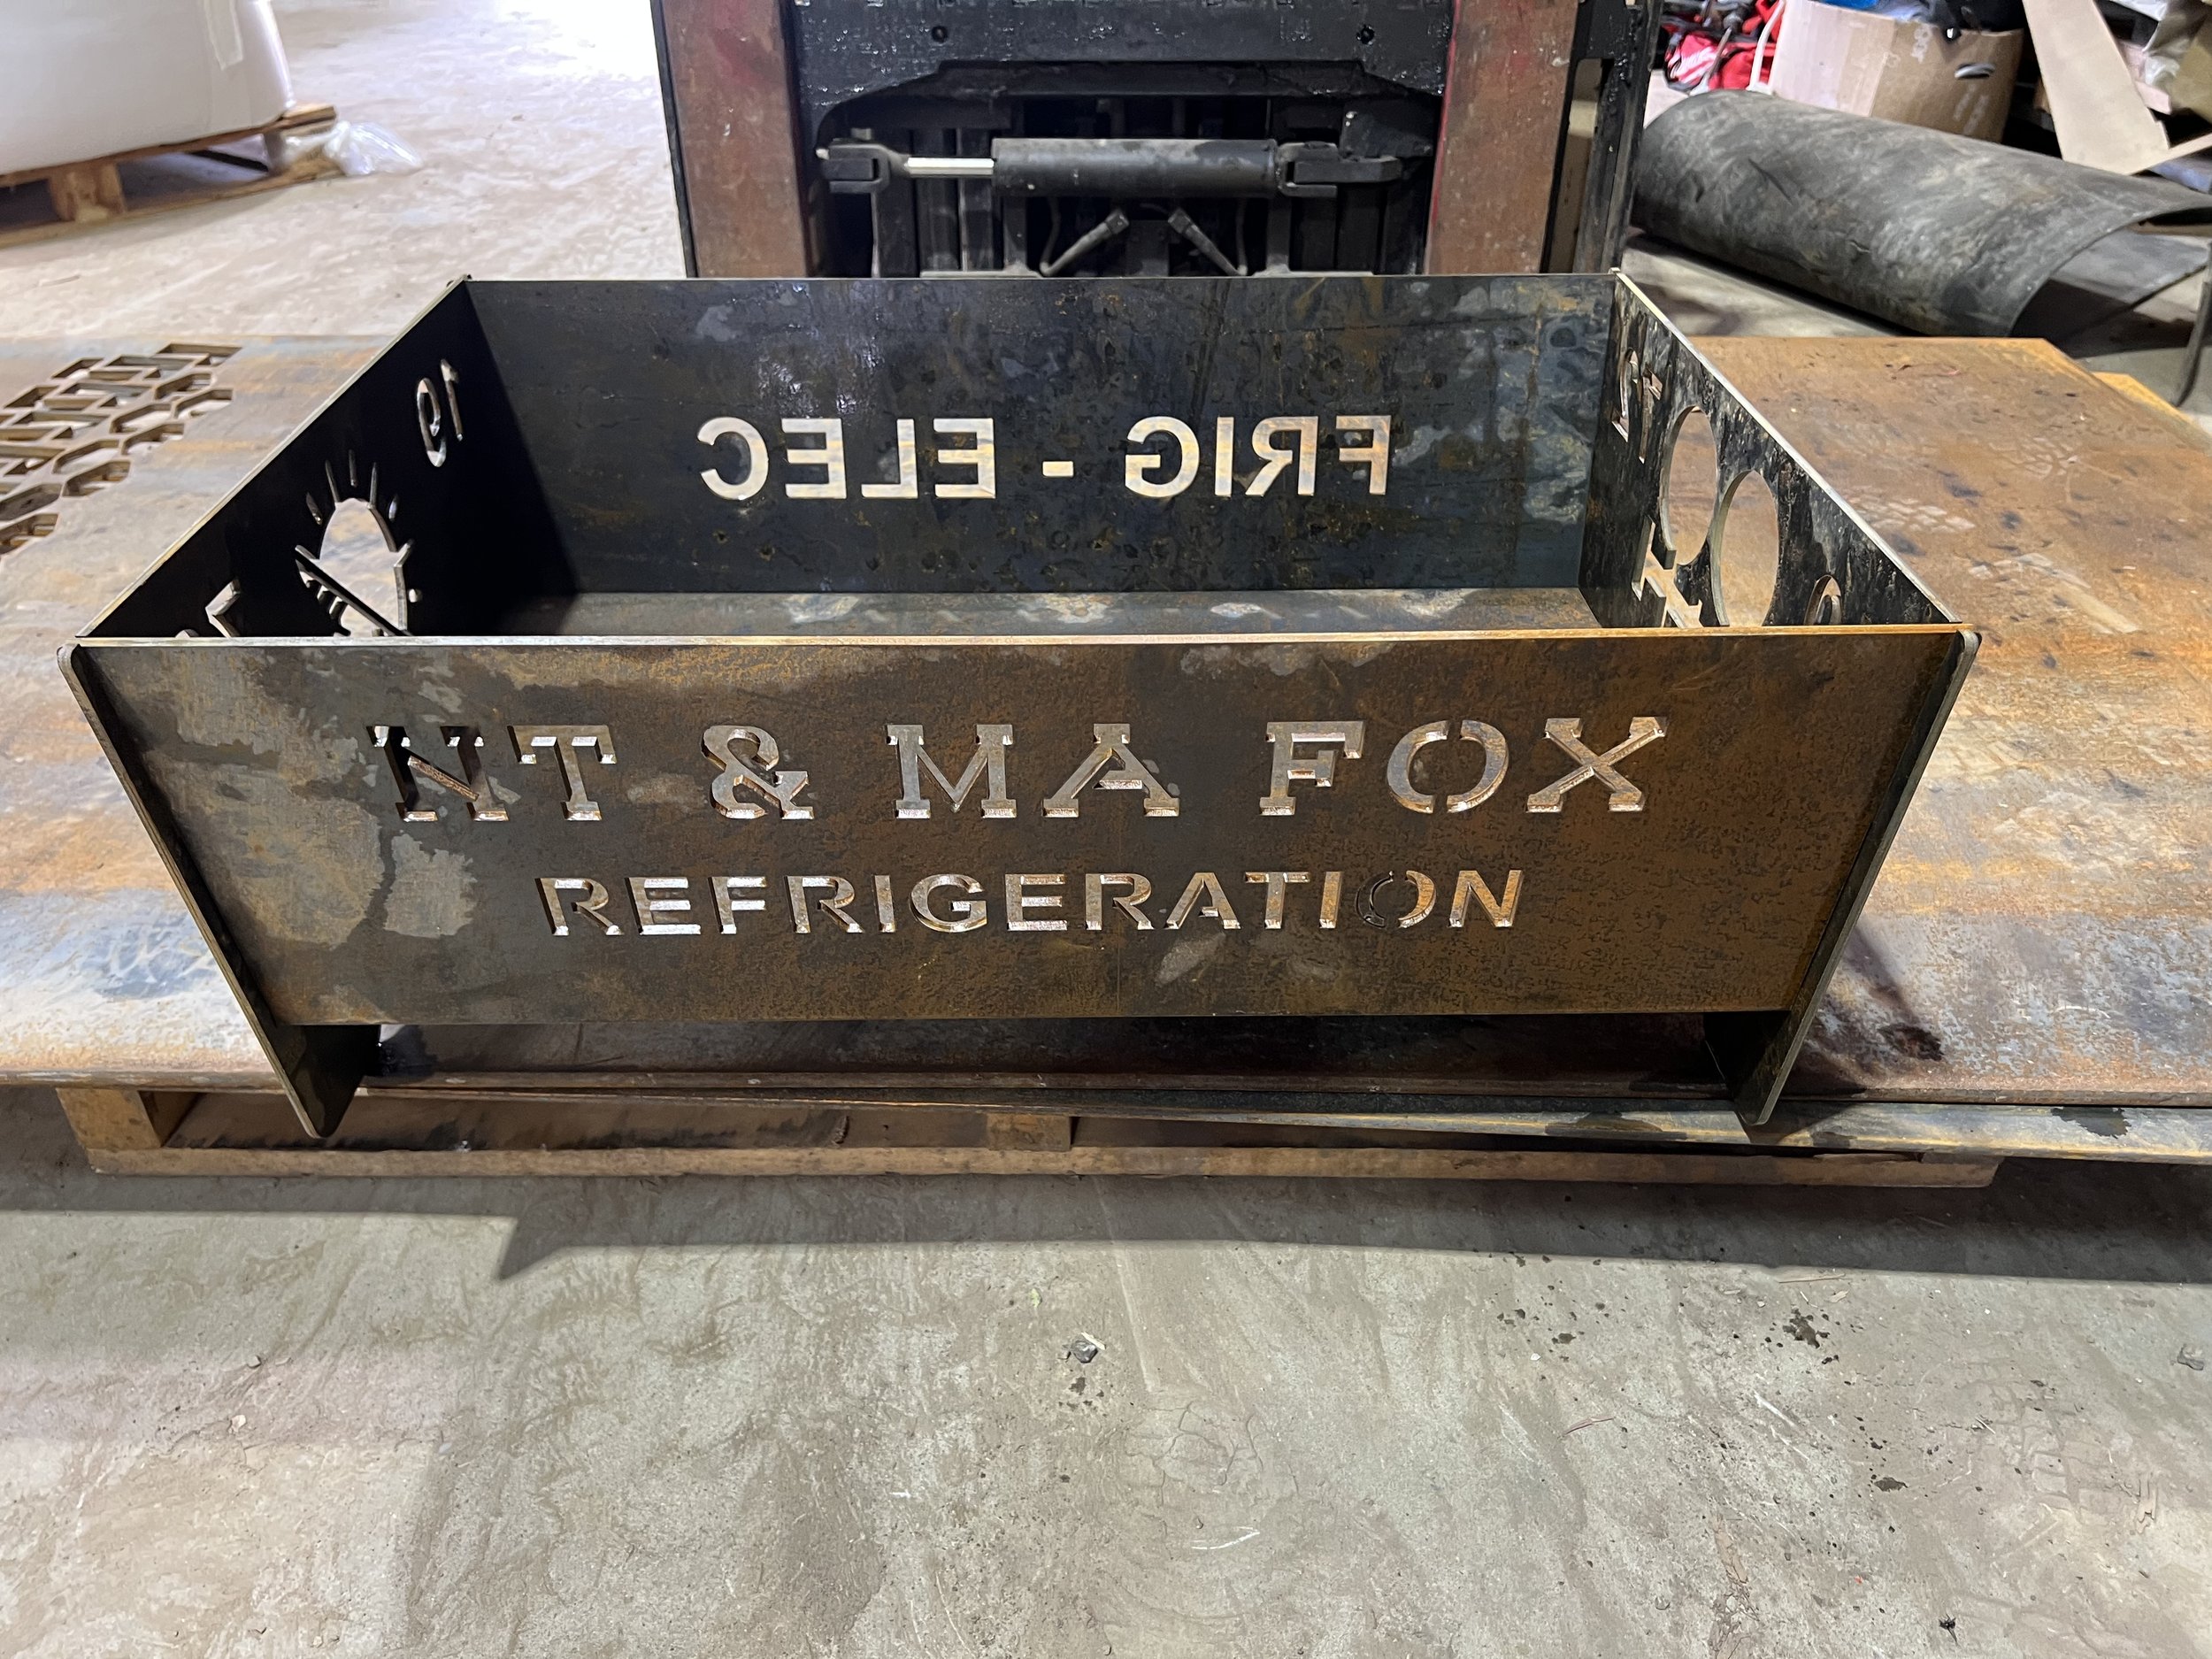 FRIG - ELEC
NT & MA FOX
REFRIGERATION